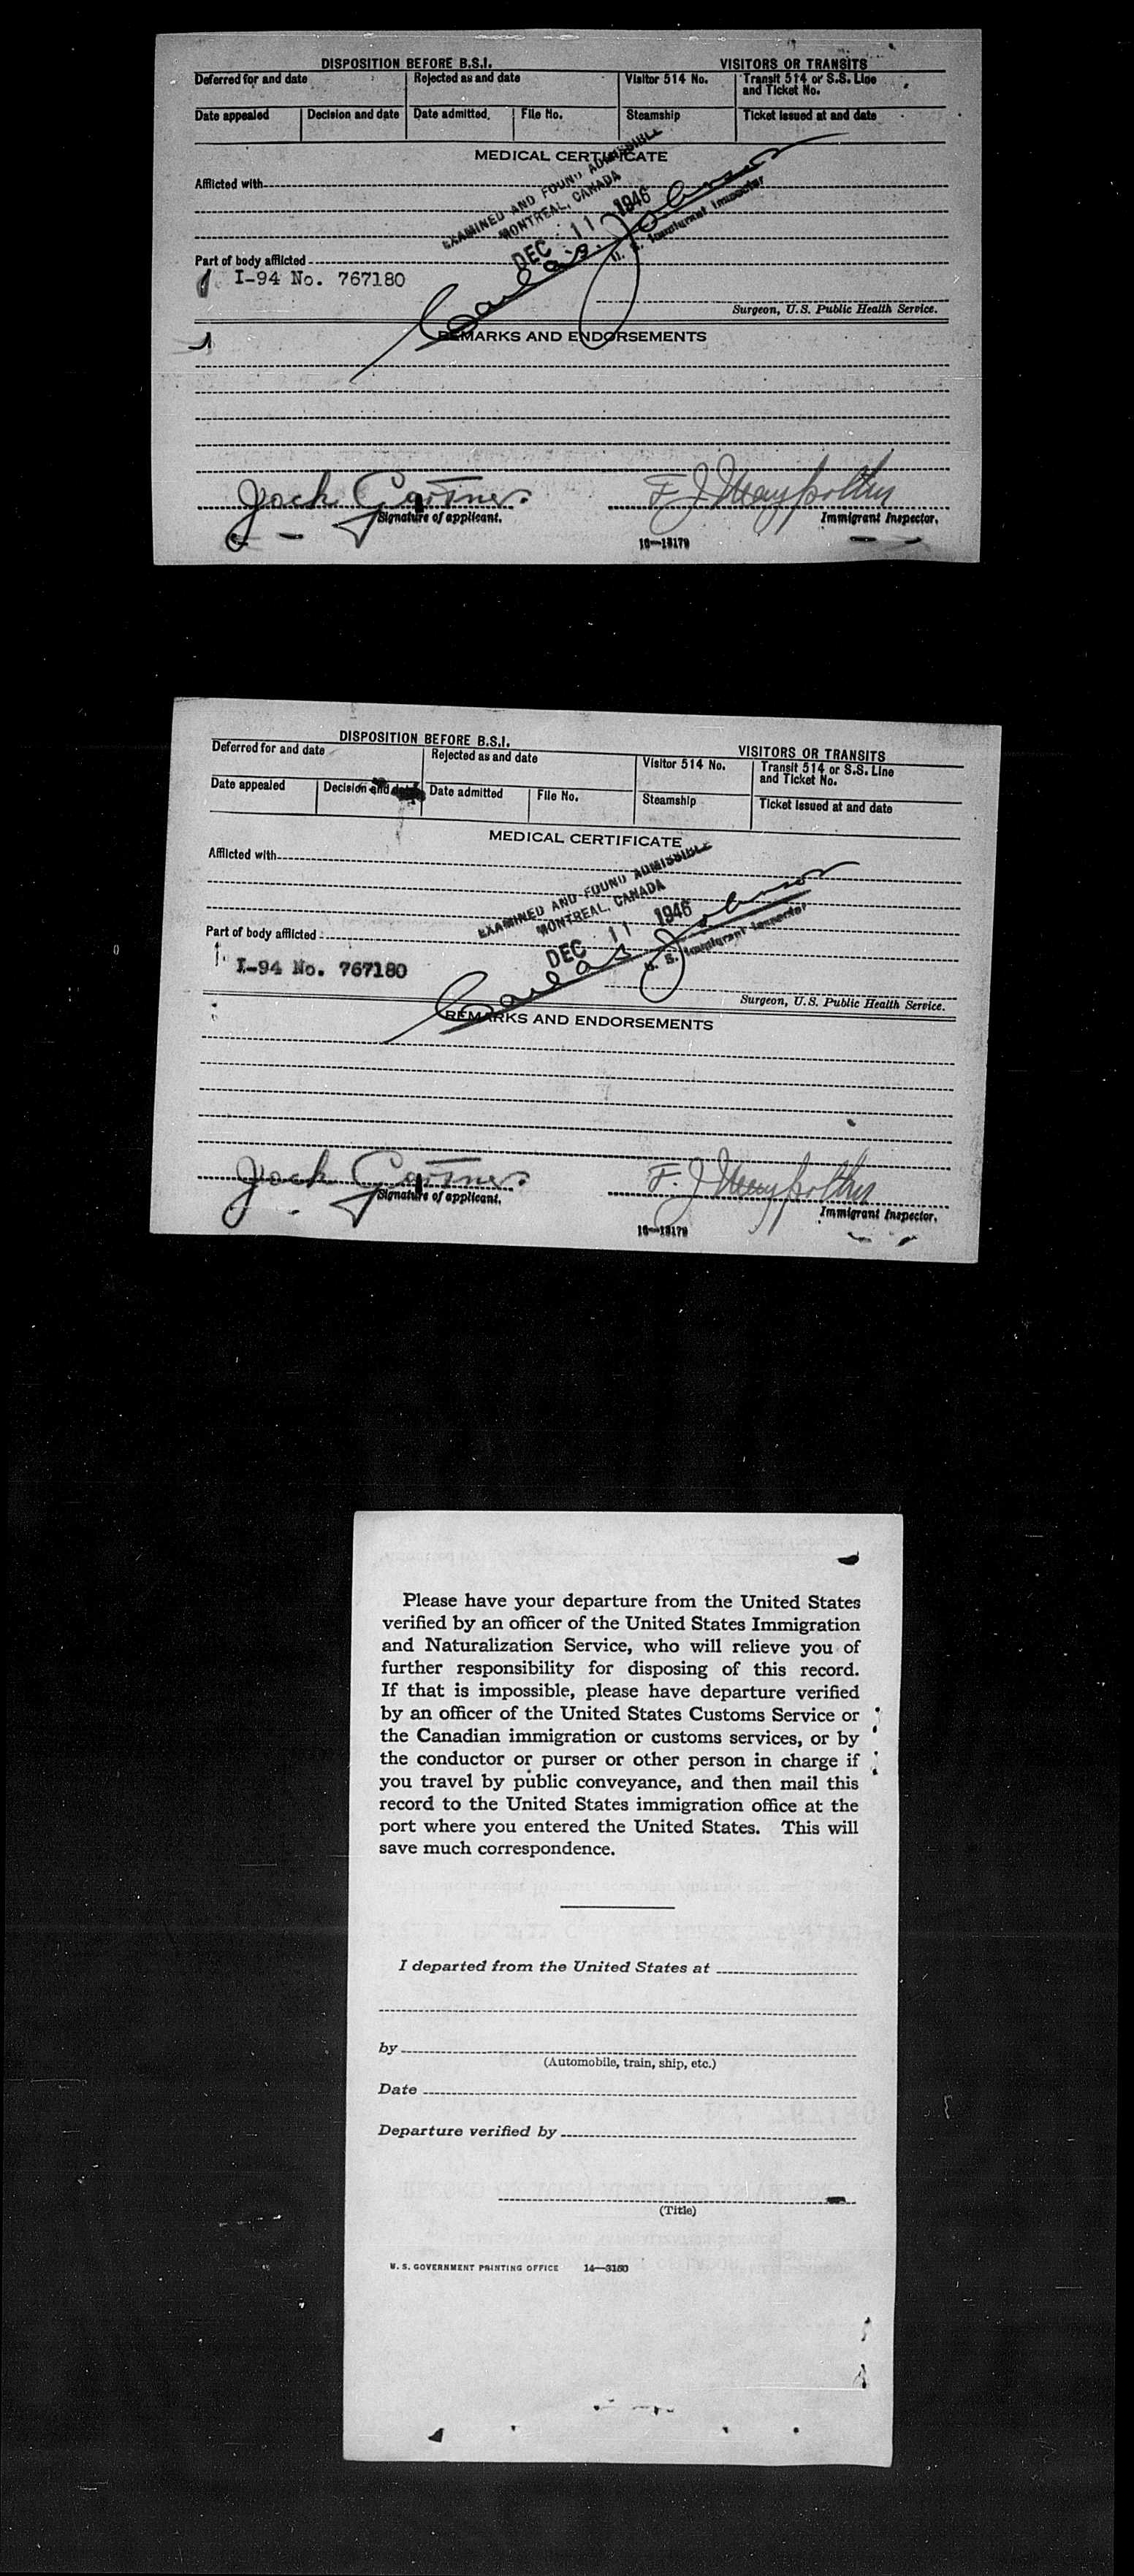 DISPOSITION BEFORE B.S.I. VISITORS OR TRANSITS
Deferred for and date Rejected as and date Visitor 514 No. Transit 514 or S.S. Line
and Ticket No.
Date appealed Decision and date Date admitted. File No. Steamship Ticket issued at and date
MEDICAL CERTIFICATE
Afflicted with
EXAMINED AND FOUND ADMISSIBLE
MONTREAL, CANADA
DEC 11 1946
Johnson
U. S. Immigrant Inspector
Part of body afflicted
I-94 No. 767180
Surgeon, U.S. Public Health Service.
REMARKS AND ENDORSEMENTS
Jack Gartner. F. J.
Signature of applicant. Immigrant Inspector.
16—13179
DISPOSITION BEFORE B.S.I. VISITORS OR TRANSITS
Deferred for and date Rejected as and date Visitor 514 No. Transit 514 or S.S. Line
and Ticket No.
Date appealed Decision and date Date admitted File No. Steamship Ticket issued at and date
MEDICAL CERTIFICATE
Afflicted with
EXAMINED AND FOUND ADMISSIBLE
MONTREAL, CANADA
DEC 11 1946
Johnson
U. S. Immigrant Inspector
Part of body afflicted
I-94 No. 767180
Surgeon, U.S. Public Health Service.
REMARKS AND ENDORSEMENTS
Jack Gartner. F. J.
Signature of applicant. Immigrant Inspector.
16—13179
Please have your departure from the United States
verified by an officer of the United States Immigration
and Naturalization Service, who will relieve you of
further responsibility for disposing of this record.
If that is impossible, please have departure verified
by an officer of the United States Customs Service or
the Canadian immigration or customs services, or by
the conductor or purser or other person in charge if
you travel by public conveyance, and then mail this
record to the United States immigration office at the
port where you entered the United States. This will
save much correspondence.
I departed from the United States at
by
(Automobile, train, ship, etc.)
Date
Departure verified by
(Title)
U. S. GOVERNMENT PRINTING OFFICE 14—3160